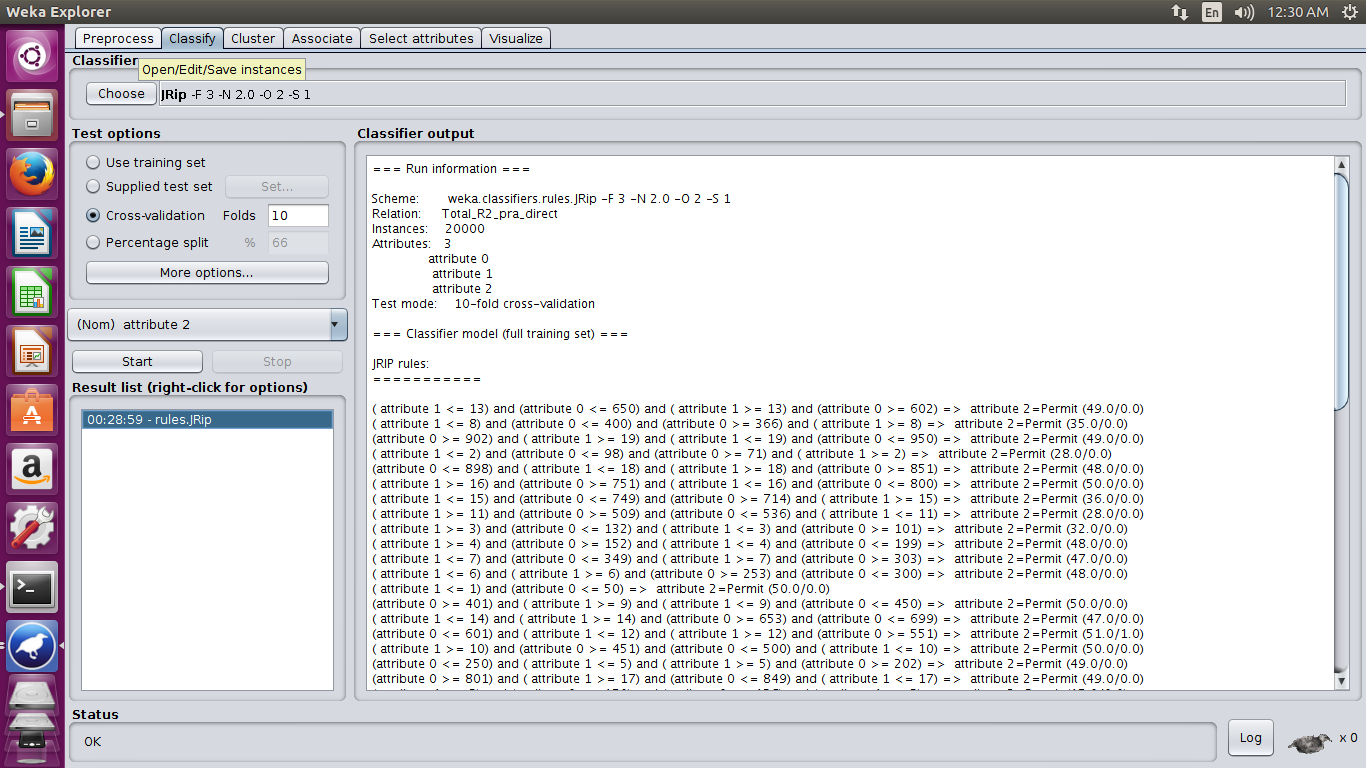 Weka Explorer
En
12:30 AM
Preprocess
Classify
Cluster
Associate
Select attributes
Visualize
Classifier
Open/Edit/Save instances
Choose
JRip -F 3 -N 2.0 -O 2 -S 1
Test options
Use training set
Supplied test set
Set...
Cross-validation
Folds
10
Percentage split
%
66
More options...
(Nom) attribute 2
Start
Stop
Result list (right-click for options)
00:28:59 - rules.JRip
Classifier output
=== Run information ===
Scheme: weka.classifiers.rules.JRip -F 3 -N 2.0 -O 2 -S 1
Relation: Total_R2_pra_direct
Instances: 20000
Attributes: 3
attribute 0
attribute 1
attribute 2
Test mode: 10-fold cross-validation
=== Classifier model (full training set) ===
JRIP rules:
===========
( attribute 1 <= 13) and (attribute 0 <= 650) and ( attribute 1 >= 13) and (attribute 0 >= 602) => attribute 2=Permit (49.0/0.0)
( attribute 1 <= 8) and (attribute 0 <= 400) and (attribute 0 >= 366) and ( attribute 1 >= 8) => attribute 2=Permit (35.0/0.0)
(attribute 0 >= 902) and ( attribute 1 >= 19) and ( attribute 1 <= 19) and (attribute 0 <= 950) => attribute 2=Permit (49.0/0.0)
( attribute 1 <= 2) and (attribute 0 <= 98) and (attribute 0 >= 71) and ( attribute 1 >= 2) => attribute 2=Permit (28.0/0.0)
(attribute 0 <= 898) and ( attribute 1 <= 18) and ( attribute 1 >= 18) and (attribute 0 >= 851) => attribute 2=Permit (48.0/0.0)
( attribute 1 >= 16) and (attribute 0 >= 751) and ( attribute 1 <= 16) and (attribute 0 <= 800) => attribute 2=Permit (50.0/0.0)
( attribute 1 <= 15) and (attribute 0 <= 749) and (attribute 0 >= 714) and ( attribute 1 >= 15) => attribute 2=Permit (36.0/0.0)
( attribute 1 >= 11) and (attribute 0 >= 509) and (attribute 0 <= 536) and ( attribute 1 <= 11) => attribute 2=Permit (28.0/0.0)
( attribute 1 >= 3) and (attribute 0 <= 132) and ( attribute 1 <= 3) and (attribute 0 >= 101) => attribute 2=Permit (32.0/0.0)
( attribute 1 >= 4) and (attribute 0 >= 152) and ( attribute 1 <= 4) and (attribute 0 <= 199) => attribute 2=Permit (48.0/0.0)
( attribute 1 <= 7) and (attribute 0 <= 349) and ( attribute 1 >= 7) and (attribute 0 >= 303) => attribute 2=Permit (47.0/0.0)
( attribute 1 <= 6) and ( attribute 1 >= 6) and (attribute 0 >= 253) and (attribute 0 <= 300) => attribute 2=Permit (48.0/0.0)
( attribute 1 <= 1) and (attribute 0 <= 50) => attribute 2=Permit (50.0/0.0)
(attribute 0 >= 401) and ( attribute 1 >= 9) and ( attribute 1 <= 9) and (attribute 0 <= 450) => attribute 2=Permit (50.0/0.0)
( attribute 1 <= 14) and ( attribute 1 >= 14) and (attribute 0 >= 653) and (attribute 0 <= 699) => attribute 2=Permit (47.0/0.0)
(attribute 0 <= 601) and ( attribute 1 <= 12) and ( attribute 1 >= 12) and (attribute 0 >= 551) => attribute 2=Permit (51.0/1.0)
( attribute 1 >= 10) and (attribute 0 >= 451) and (attribute 0 <= 500) and ( attribute 1 <= 10) => attribute 2=Permit (50.0/0.0)
(attribute 0 <= 250) and ( attribute 1 <= 5) and ( attribute 1 >= 5) and (attribute 0 >= 202) => attribute 2=Permit (49.0/0.0)
(attribute 0 >= 801) and ( attribute 1 >= 17) and (attribute 0 <= 849) and ( attribute 1 <= 17) => attribute 2=Permit (49.0/0.0)
Status
OK
Log
x 0